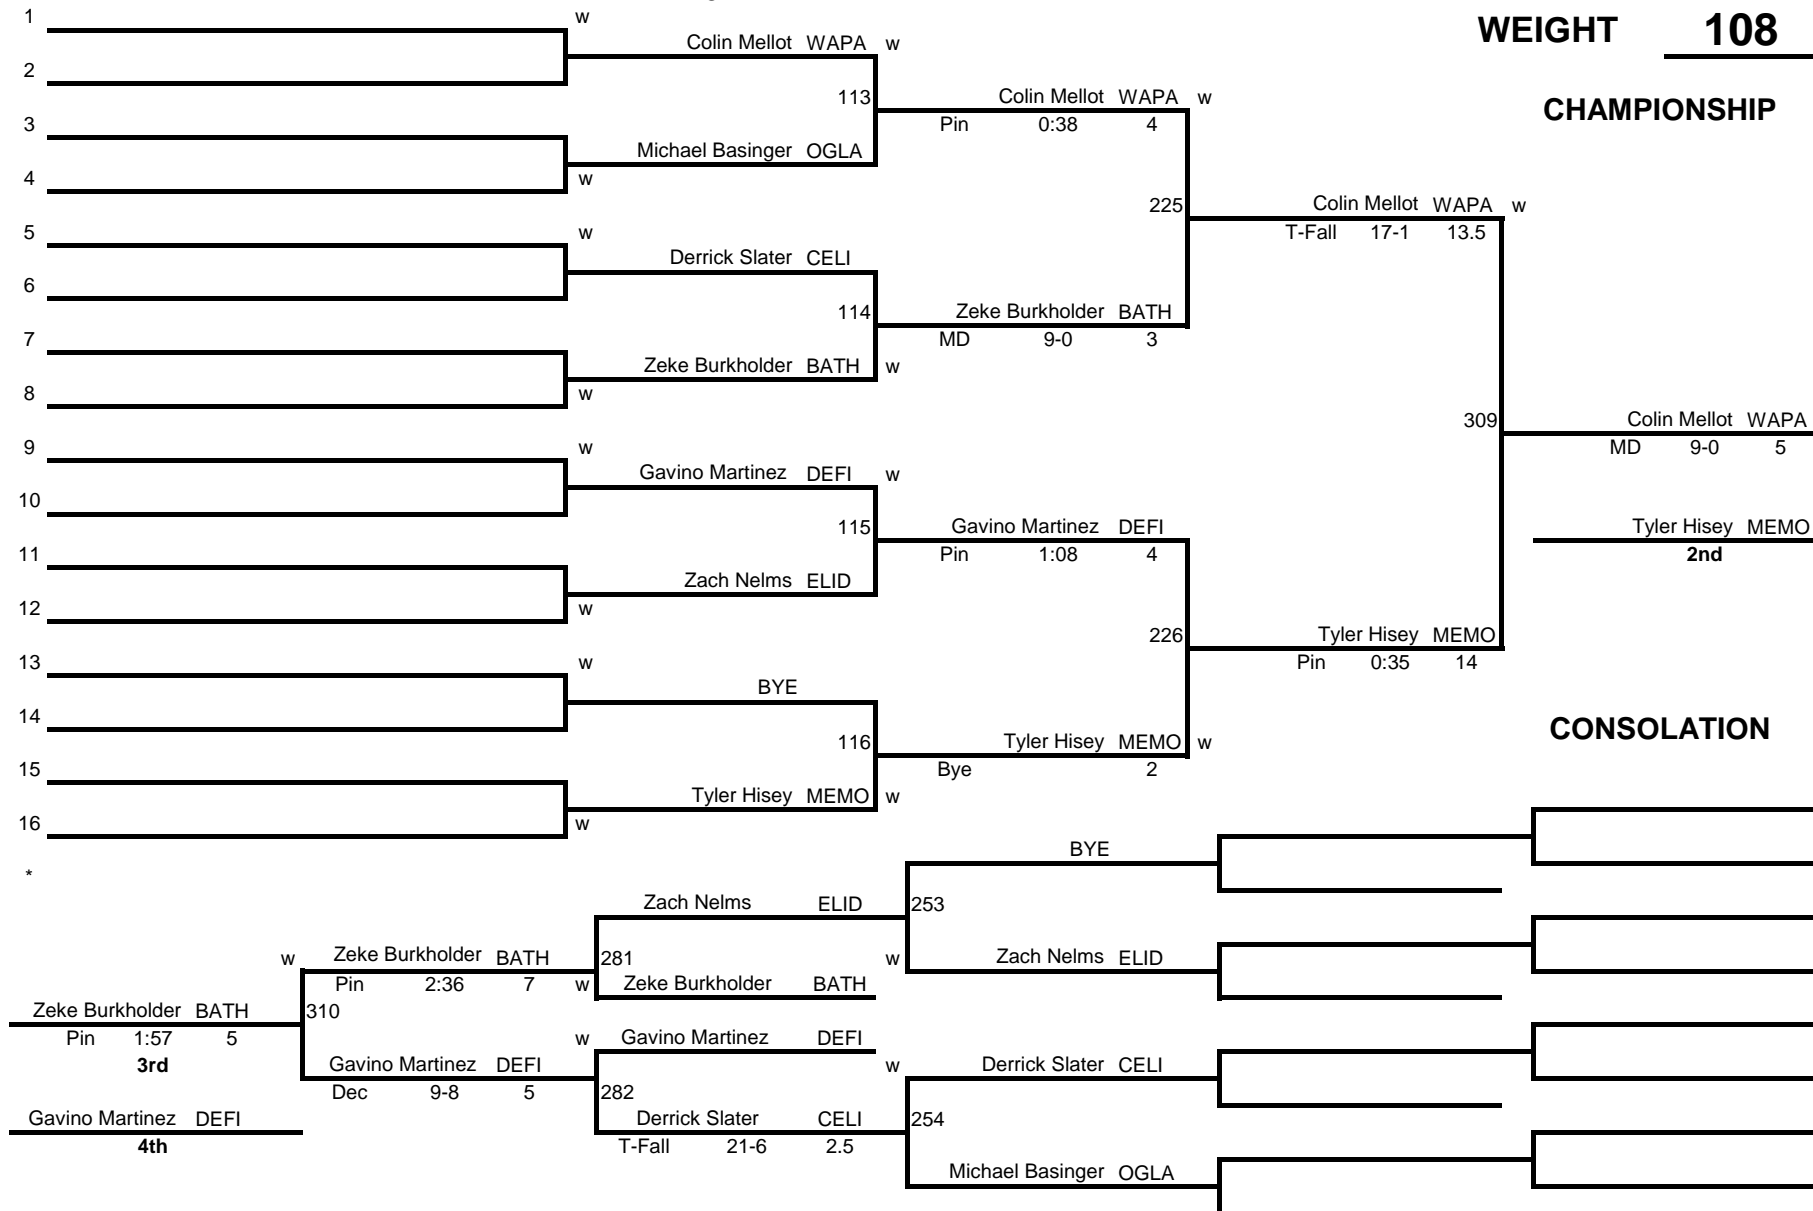 1 w
Colin Mellot WAPA w
WEIGHT 108
2
113
Colin Mellot WAPA w
Pin 0:38 4
CHAMPIONSHIP
3
Michael Basinger OGLA
4 w
225
Colin Mellot WAPA w
T-Fall 17-1 13.5
5 w
Derrick Slater CELI
6
114
Zeke Burkholder BATH
MD 9-0 3
7
Zeke Burkholder BATH w
8 w
309
Colin Mellot WAPA
MD 9-0 5
9 w
Gavino Martinez DEFI w
10
115
Gavino Martinez DEFI
Pin 1:08 4
Tyler Hisey MEMO
2nd
11
Zach Nelms ELID
12 w
226
Tyler Hisey MEMO
Pin 0:35 14
13 w
BYE
14
116
Tyler Hisey MEMO w
Bye 2
CONSOLATION
15
Tyler Hisey MEMO w
16 w
*
BYE
Zach Nelms ELID
253
w Zeke Burkholder BATH
Pin 2:36 7
281
w Zach Nelms ELID
w Zeke Burkholder BATH
Zeke Burkholder BATH
Pin 1:57 5
3rd
310
w Gavino Martinez DEFI
Gavino Martinez DEFI
Dec 9-8 5
282
w Derrick Slater CELI
Derrick Slater CELI
T-Fall 21-6 2.5
254
Gavino Martinez DEFI
4th
Michael Basinger OGLA